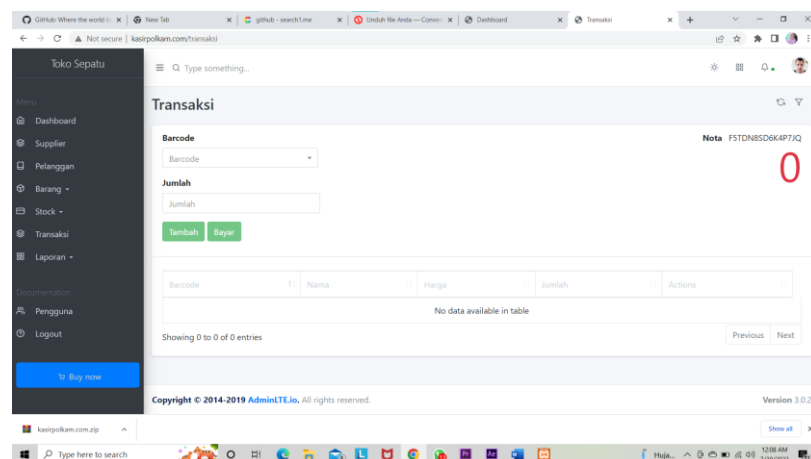 GitHub: Where the world b
New Tab
github - search1.me
Unduh file Anda — Conver
Dashboard
Transaksi
Not secure | kasirpolkam.com/transaksi
Toko Sepatu
Type something...
Menu
Dashboard
Supplier
Pelanggan
Barang
Stock
Transaksi
Laporan
Documentation
Pengguna
Logout
Buy now
Transaksi
Barcode
Nota F5TDN8SD6K4P7JQ
Barcode
0
Jumlah
Jumlah
Tambah Bayar
Barcode Nama Harga Jumlah Actions
No data available in table
Showing 0 to 0 of 0 entries
Previous Next
Copyright © 2014-2019 AdminLTE.io. All rights reserved.
Version 3.0.2
kasirpolkam.com.zip
Show all
Type here to search
Huja...
12:08 AM